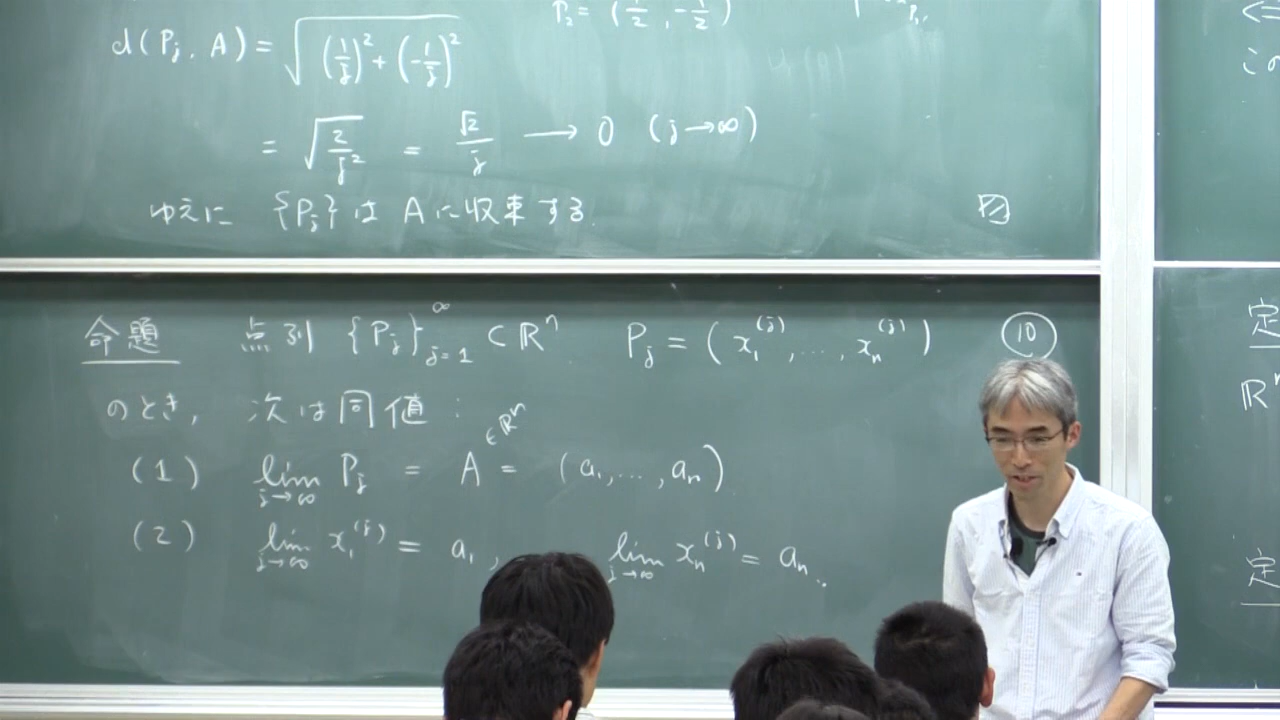 P₂ = (1/2, -1/2)
d(Pⱼ, A) = √((1/j)² + (-1/j)²)
= √(2/j²) = √2/j → 0 (j→∞)
ゆえに {Pⱼ} は A に収束する.
命題 点列 {Pⱼ}_{j=1}^∞ ⊂ ℝⁿ Pⱼ = (x₁^(j), ..., xₙ^(j)) ⑩
のとき, 次は同値:
(1) lim_{j→∞} Pⱼ = A ∈ℝⁿ = (a₁, ..., aₙ)
(2) lim_{j→∞} x₁^(j) = a₁, lim_{j→∞} xₙ^(j) = aₙ.
⇐
この
定
ℝⁿ
定